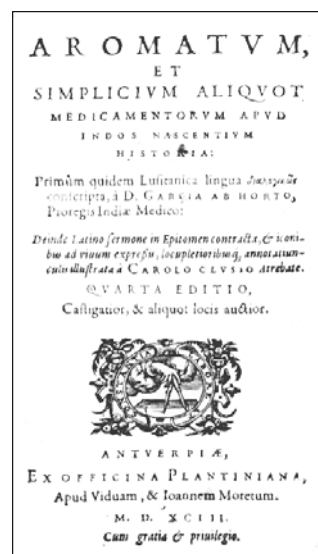 AROMATVM,
ET
SIMPLICIVM ALIQVOT
MEDICAMENTORVM APVD
INDOS NASCENTIVM
HISTORIA:
Primùm quidem Lusitanica lingua διαλογικῶς
conscripta, à D. GARCIA AB HORTO,
Proregis Indiæ Medico:
Deinde Latino sermone in Epitomen contracta, & iconi-
bus ad viuum expressis, locupletioribusq́; annotatiun-
culis illustrata à CAROLO CLVSIO Atrebate.
QVARTA EDITIO,
Castigatior, & aliquot locis auctior.
ANTVERPIÆ,
EX OFFICINA PLANTINIANA,
Apud Viduam, & Ioannem Moretum.
M. D. XCIII.
Cum gratia & priuilegio.